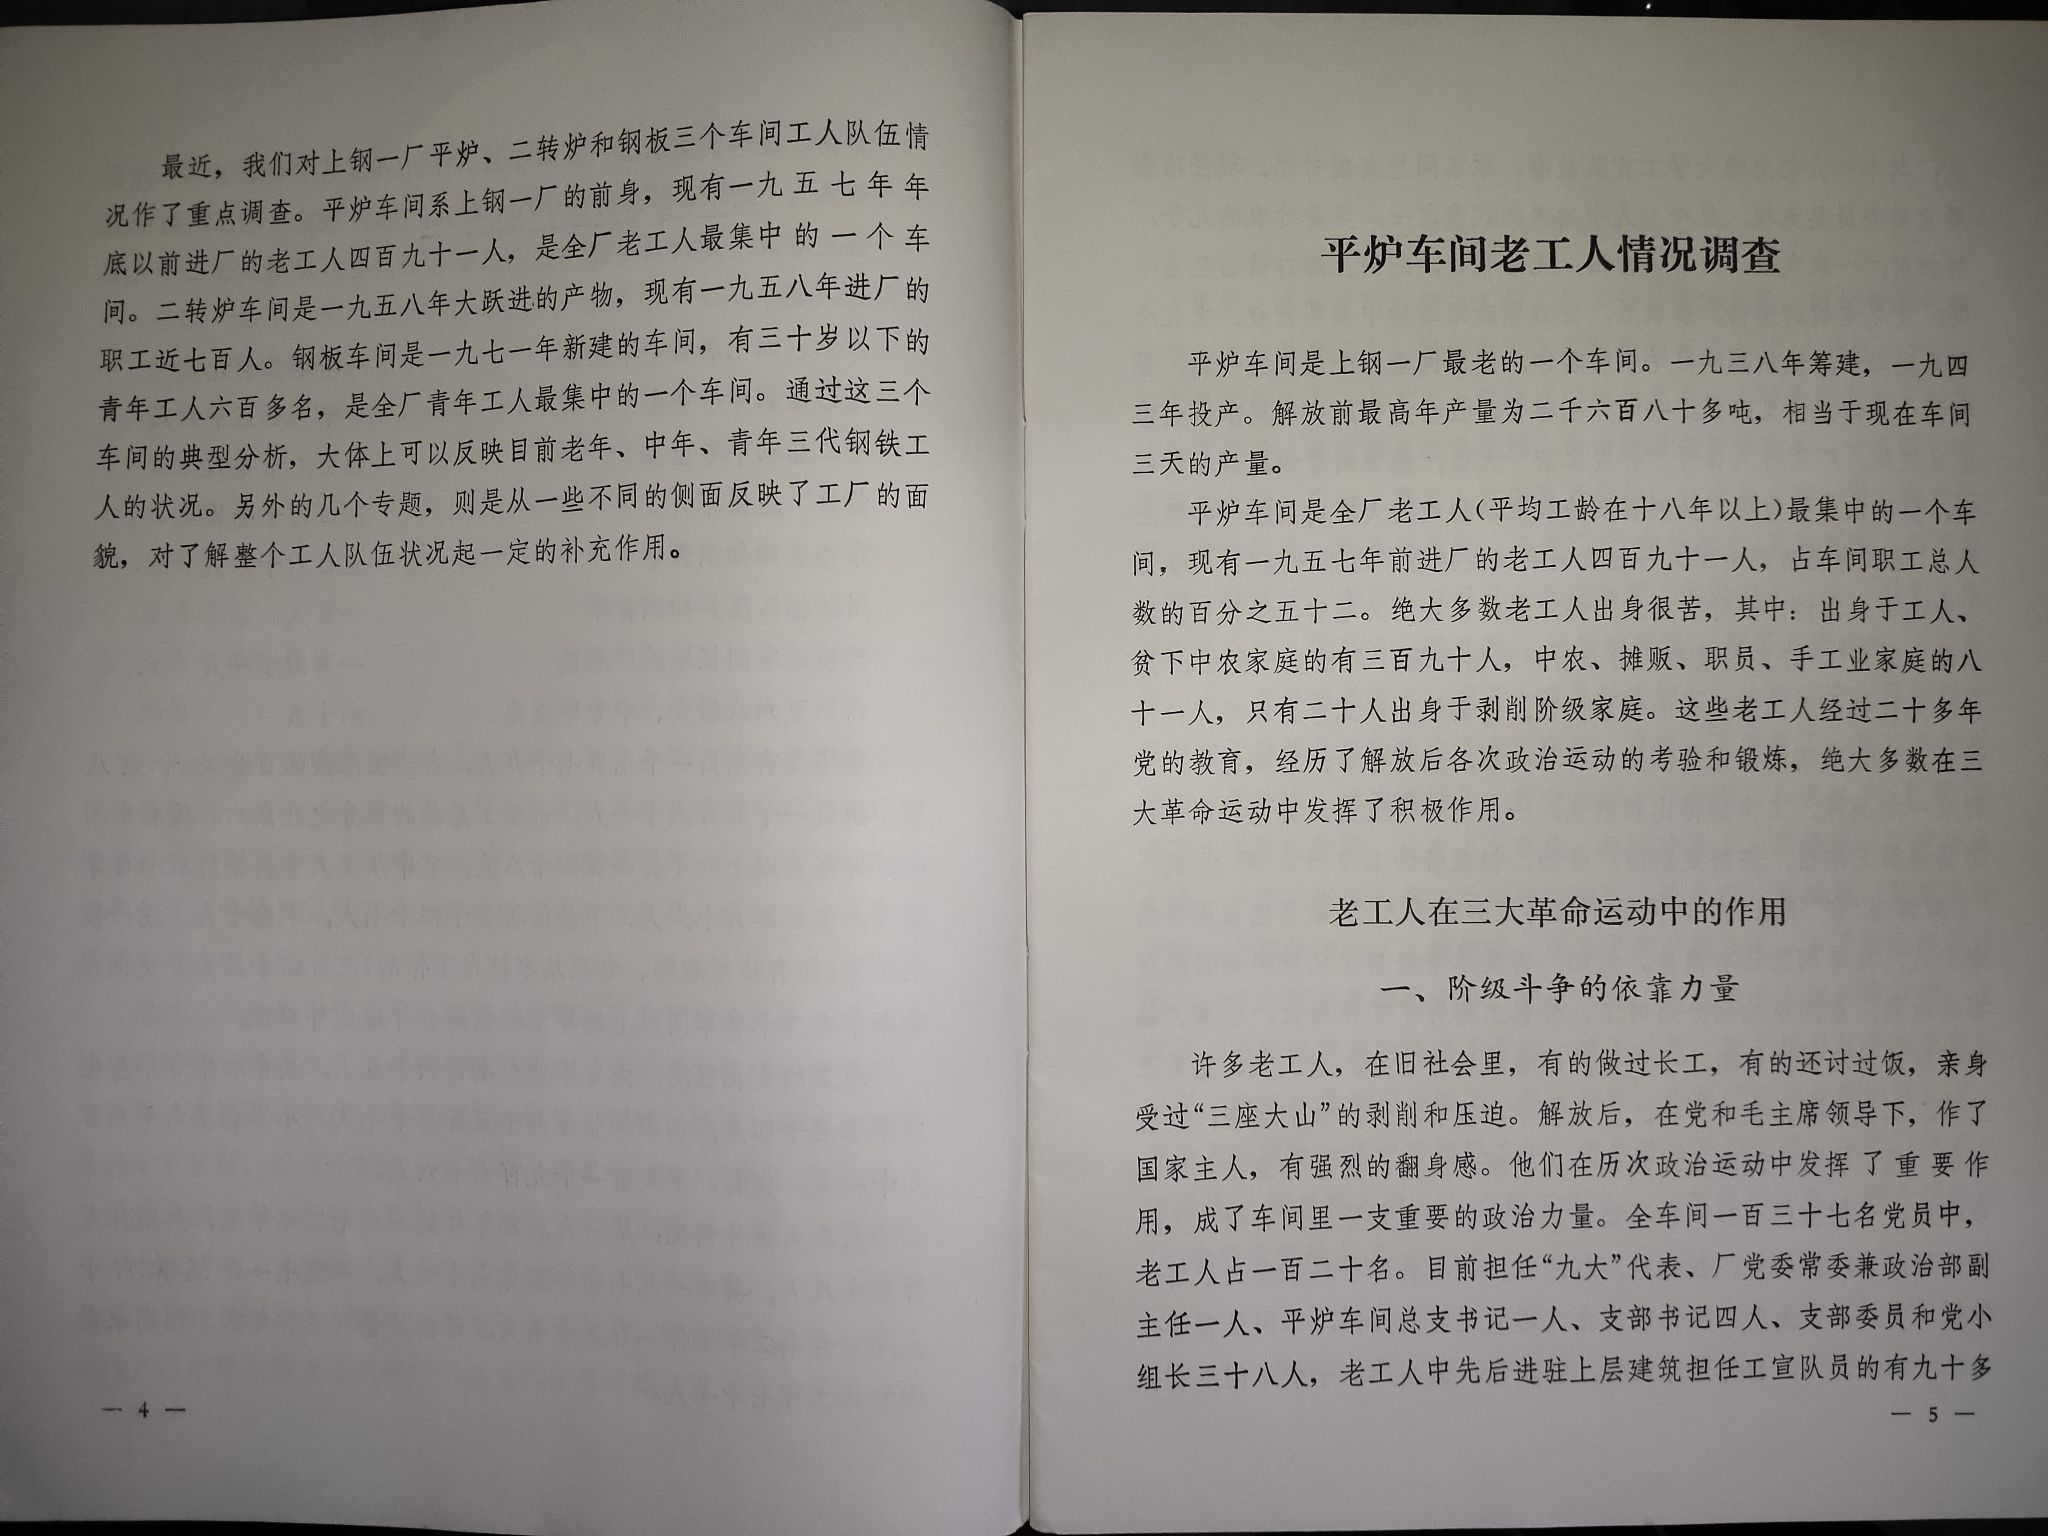 最近，我们对上钢一厂平炉、二转炉和钢板三个车间工人队伍情
况作了重点调查。平炉车间系上钢一厂的前身，现有一九五七年年
底以前进厂的老工人四百九十一人，是全厂老工人最集中的一个车
间。二转炉车间是一九五八年大跃进的产物，现有一九五八年进厂的
职工近七百人。钢板车间是一九七一年新建的车间，有三十岁以下的
青年工人六百多名，是全厂青年工人最集中的一个车间。通过这三个
车间的典型分析，大体上可以反映目前老年、中年、青年三代钢铁工
人的状况。另外的几个专题，则是从一些不同的侧面反映了工厂的面
貌，对了解整个工人队伍状况起一定的补充作用。
— 4 —
平炉车间老工人情况调查
平炉车间是上钢一厂最老的一个车间。一九三八年筹建，一九四
三年投产。解放前最高年产量为二千六百八十多吨，相当于现在车间
三天的产量。
平炉车间是全厂老工人(平均工龄在十八年以上)最集中的一个车
间，现有一九五七年前进厂的老工人四百九十一人，占车间职工总人
数的百分之五十二。绝大多数老工人出身很苦，其中：出身于工人、
贫下中农家庭的有三百九十人，中农、摊贩、职员、手工业家庭的八
十一人，只有二十人出身于剥削阶级家庭。这些老工人经过二十多年
党的教育，经历了解放后各次政治运动的考验和锻炼，绝大多数在三
大革命运动中发挥了积极作用。
老工人在三大革命运动中的作用
一、阶级斗争的依靠力量
许多老工人，在旧社会里，有的做过长工，有的还讨过饭，亲身
受过“三座大山”的剥削和压迫。解放后，在党和毛主席领导下，作了
国家主人，有强烈的翻身感。他们在历次政治运动中发挥了重要作
用，成了车间里一支重要的政治力量。全车间一百三十七名党员中，
老工人占一百二十名。目前担任“九大”代表、厂党委常委兼政治部副
主任一人、平炉车间总支书记一人、支部书记四人、支部委员和党小
组长三十八人，老工人中先后进驻上层建筑担任工宣队员的有九十多
— 5 —